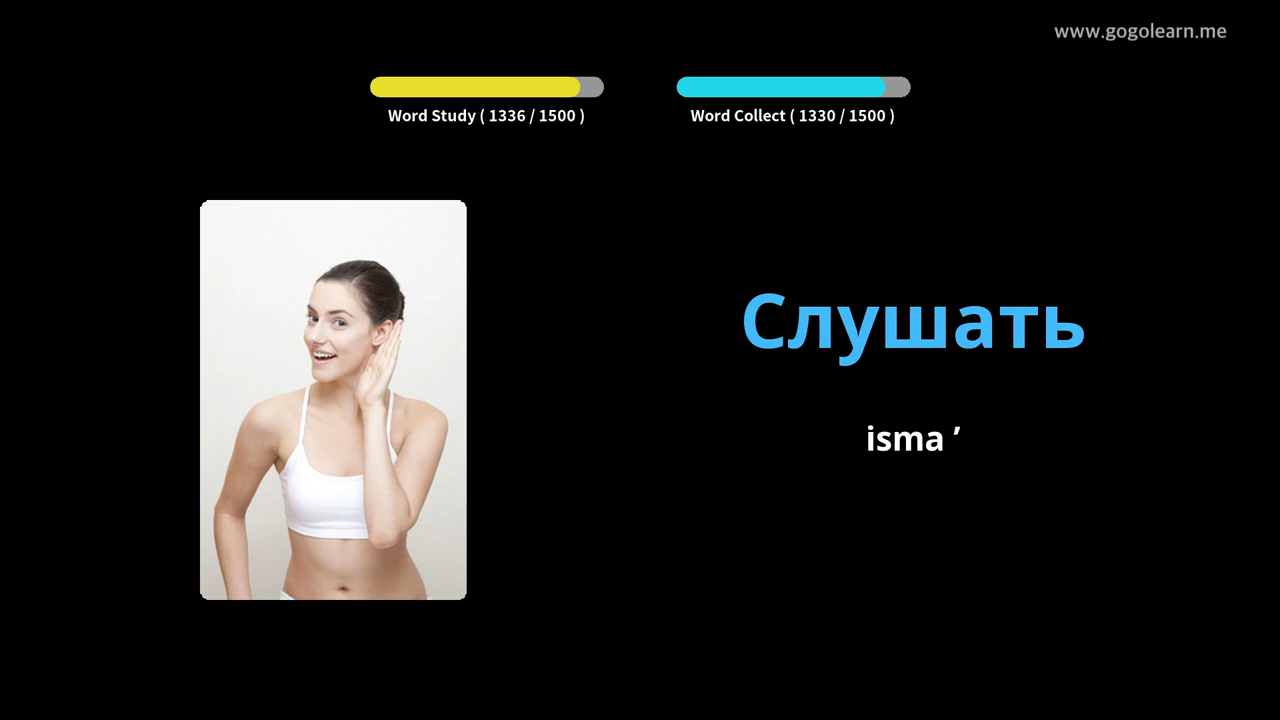 www.gogolearn.me
Word Study ( 1336 / 1500 )
Word Collect ( 1330 / 1500 )
Слушать
isma ’